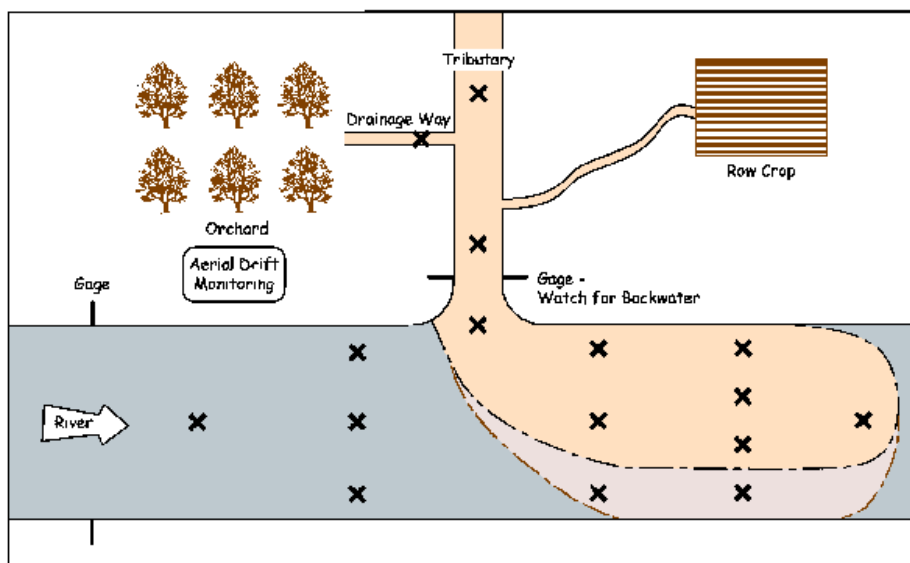 Tributary
Drainage Way
Row Crop
Orchard
Aerial Drift
Monitoring
Gage
Gage -
Watch for Backwater
River